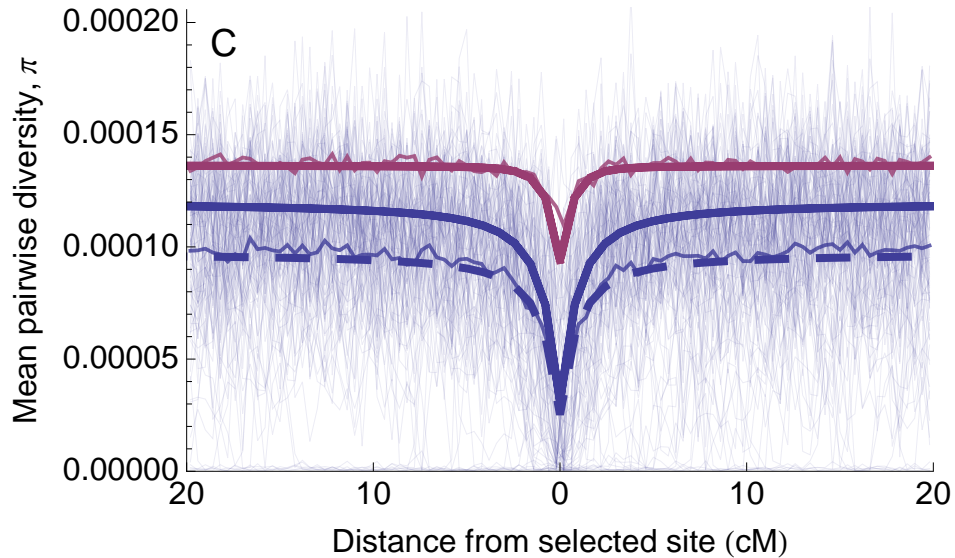 C
Mean pairwise diversity, π
0.00020
0.00015
0.00010
0.00005
0.00000
20 10 0 10 20
Distance from selected site (cM)